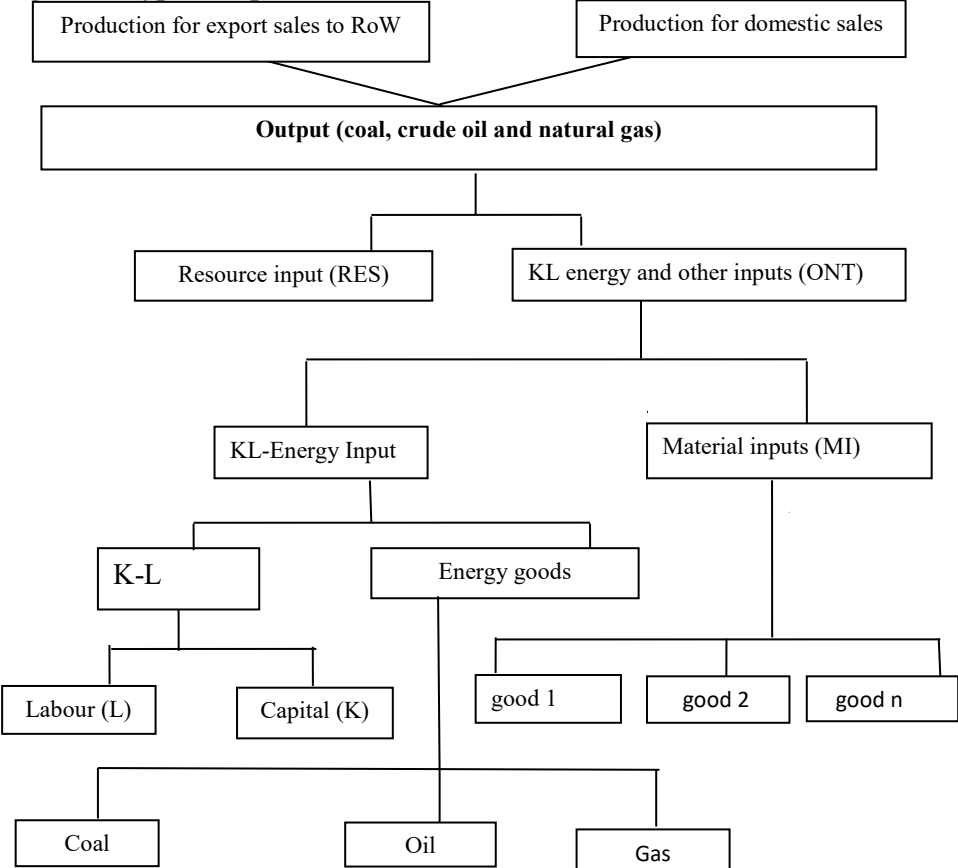 Production for export sales to RoW
Production for domestic sales
Output (coal, crude oil and natural gas)
Resource input (RES)
KL energy and other inputs (ONT)
KL-Energy Input
Material inputs (MI)
K-L
Energy goods
Labour (L)
Capital (K)
good 1
good 2
good n
Coal
Oil
Gas